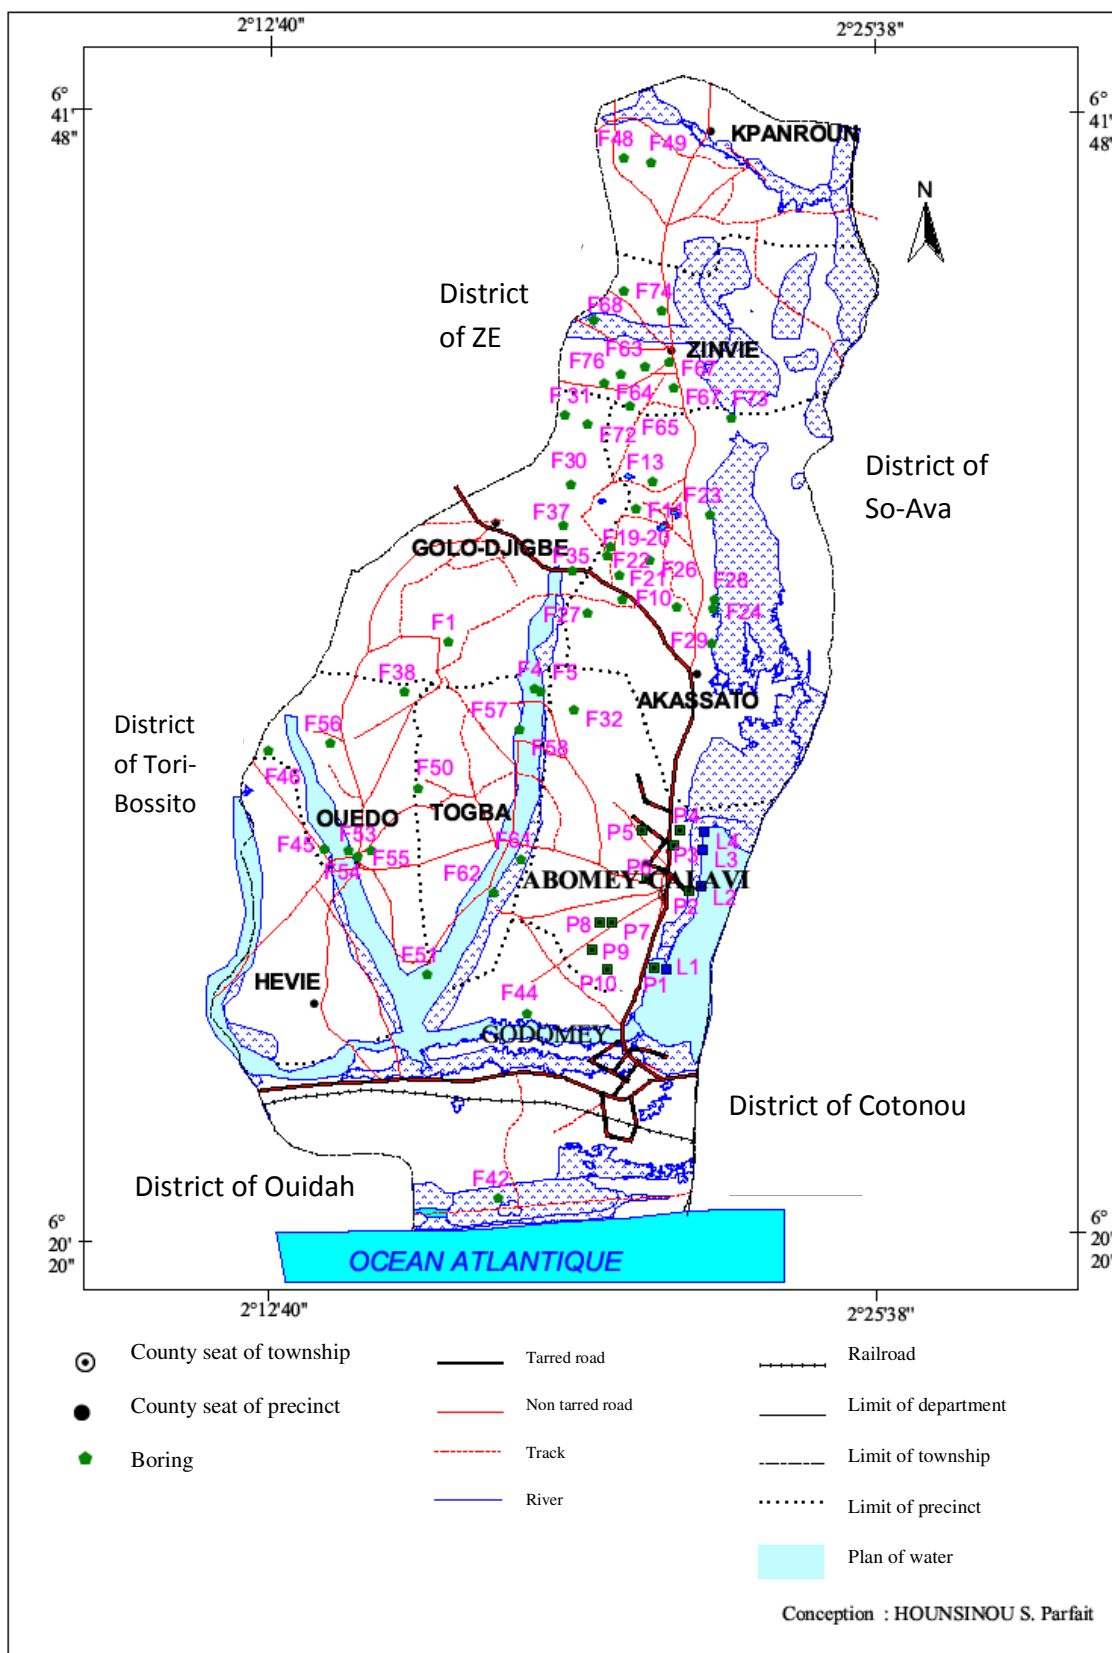 2°12'40"
2°25'38"
6°
41'
48"
6°
41'
48"
KPANROUN
F48
F49
N
District
of ZE
F74
F68
ZINVIE
F63
F76
F67
F64
F67
F73
F 31
F65
F72
F30
F13
District of
So-Ava
F23
F11
F37
GOLO-DJIGBE
F19-20
F35
F22
F26
F21
F28
F10
F24
F27
F1
F29
F4
F5
F38
AKASSATO
F32
District
of Tori-
Bossito
F57
F56
F58
F46
F50
OUEDO
TOGBA
P5
P4
L4
F53
F45
F61
P3
L3
F54
F55
P6
F62
ABOMEY-CALAVI
P2
L2
P8
P7
P9
F51
HEVIE
P10
P1
L1
F44
GODOMEY
District of Cotonou
District of Ouidah
F42
6°
20'
20"
6°
20'
20"
OCEAN ATLANTIQUE
2°12'40"
2°25'38"
County seat of township
Tarred road
Railroad
County seat of precinct
Non tarred road
Limit of department
Boring
Track
Limit of township
River
Limit of precinct
Plan of water
Conception : HOUNSINOU S. Parfait